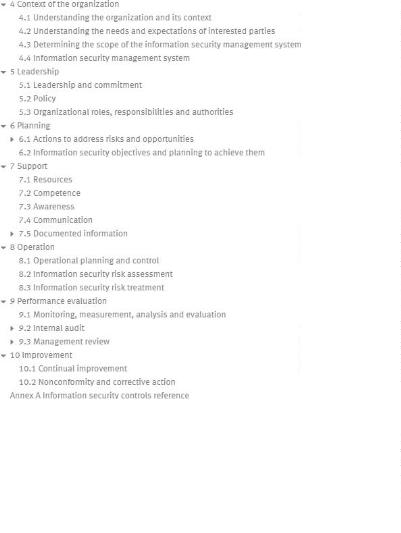 4 Context of the organization
4.1 Understanding the organization and its context
4.2 Understanding the needs and expectations of interested parties
4.3 Determining the scope of the information security management system
4.4 Information security management system
5 Leadership
5.1 Leadership and commitment
5.2 Policy
5.3 Organizational roles, responsibilities and authorities
6 Planning
6.1 Actions to address risks and opportunities
6.2 Information security objectives and planning to achieve them
7 Support
7.1 Resources
7.2 Competence
7.3 Awareness
7.4 Communication
7.5 Documented information
8 Operation
8.1 Operational planning and control
8.2 Information security risk assessment
8.3 Information security risk treatment
9 Performance evaluation
9.1 Monitoring, measurement, analysis and evaluation
9.2 Internal audit
9.3 Management review
10 Improvement
10.1 Continual improvement
10.2 Nonconformity and corrective action
Annex A Information security controls reference